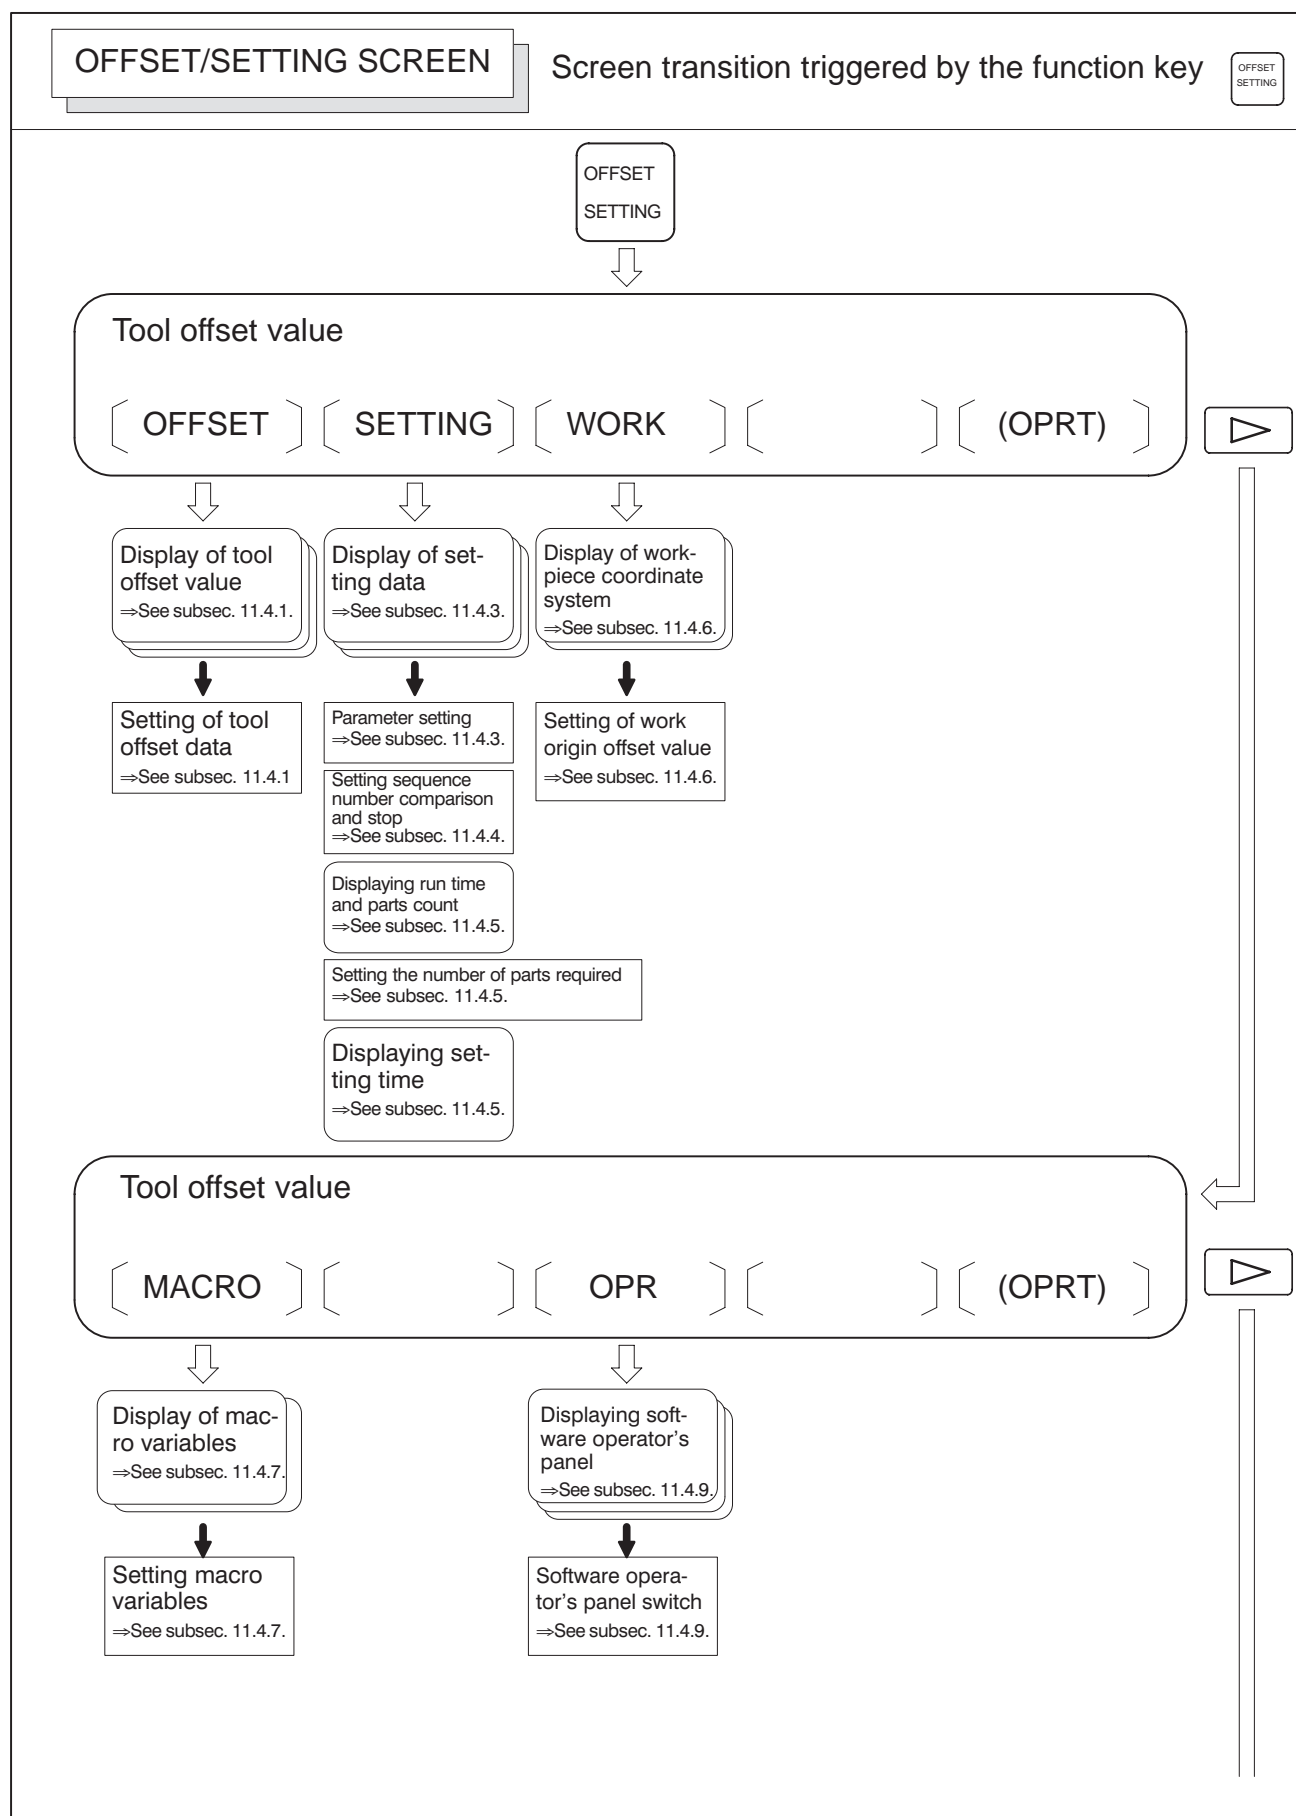 OFFSET/SETTING SCREEN
Screen transition triggered by the function key
OFFSET
SETTING
OFFSET
SETTING
Tool offset value
OFFSET
SETTING
WORK
(OPRT)
Display of tool
offset value
⇒See subsec. 11.4.1.
Display of set-
ting data
⇒See subsec. 11.4.3.
Display of work-
piece coordinate
system
⇒See subsec. 11.4.6.
Setting of tool
offset data
⇒See subsec. 11.4.1
Parameter setting
⇒See subsec. 11.4.3.
Setting of work
origin offset value
⇒See subsec. 11.4.6.
Setting sequence
number comparison
and stop
⇒See subsec. 11.4.4.
Displaying run time
and parts count
⇒See subsec. 11.4.5.
Setting the number of parts required
⇒See subsec. 11.4.5.
Displaying set-
ting time
⇒See subsec. 11.4.5.
Tool offset value
MACRO
OPR
(OPRT)
Display of mac-
ro variables
⇒See subsec. 11.4.7.
Displaying soft-
ware operator's
panel
⇒See subsec. 11.4.9.
Setting macro
variables
⇒See subsec. 11.4.7.
Software opera-
tor's panel switch
⇒See subsec. 11.4.9.